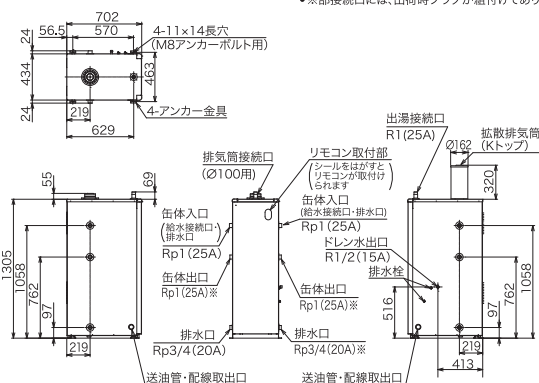 ●※部接続口には、出荷時プラグが組付けてあり
702
56.5
570
4-11×14長穴
(M8アンカーボルト用)
24
434
24
463
219
4-アンカー金具
629
出湯接続口
R1(25A)
Ø162
拡散排気筒
(Kトップ)
320
排気筒接続口
(Ø100用)
リモコン取付部
(シールをはがすと
リモコンが取付け
られます)
55
69
缶体入口
(給水接続口・
排水口)
Rp1(25A)
缶体入口
(給水接続口・排水口)
Rp1(25A)
ドレン水出口
R1/2(15A)
排水栓
缶体出口
Rp1(25A)※
缶体出口
Rp1(25A)※
1305
1058
762
97
219
排水口
Rp3/4(20A)
排水口
Rp3/4(20A)※
516
97
762
1058
219
413
送油管・配線取出口
送油管・配線取出口